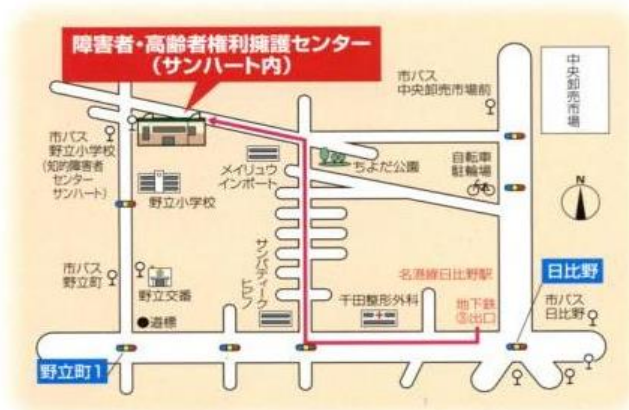 障害者・高齢者権利擁護センター
（サンハート内）
中央卸売市場
市バス
中央卸売市場前
市バス
野立小学校
（知的障害者
センター
サンハート）
メイリュウ
インポート
ちよだ公園
自転車
駐輪場
野立小学校
N
サンパティーク
ヒビノ
名港線日比野駅
日比野
市バス
野立町
野立交番
千田整形外科
地下鉄
③出口
市バス
日比野
●道標
野立町1